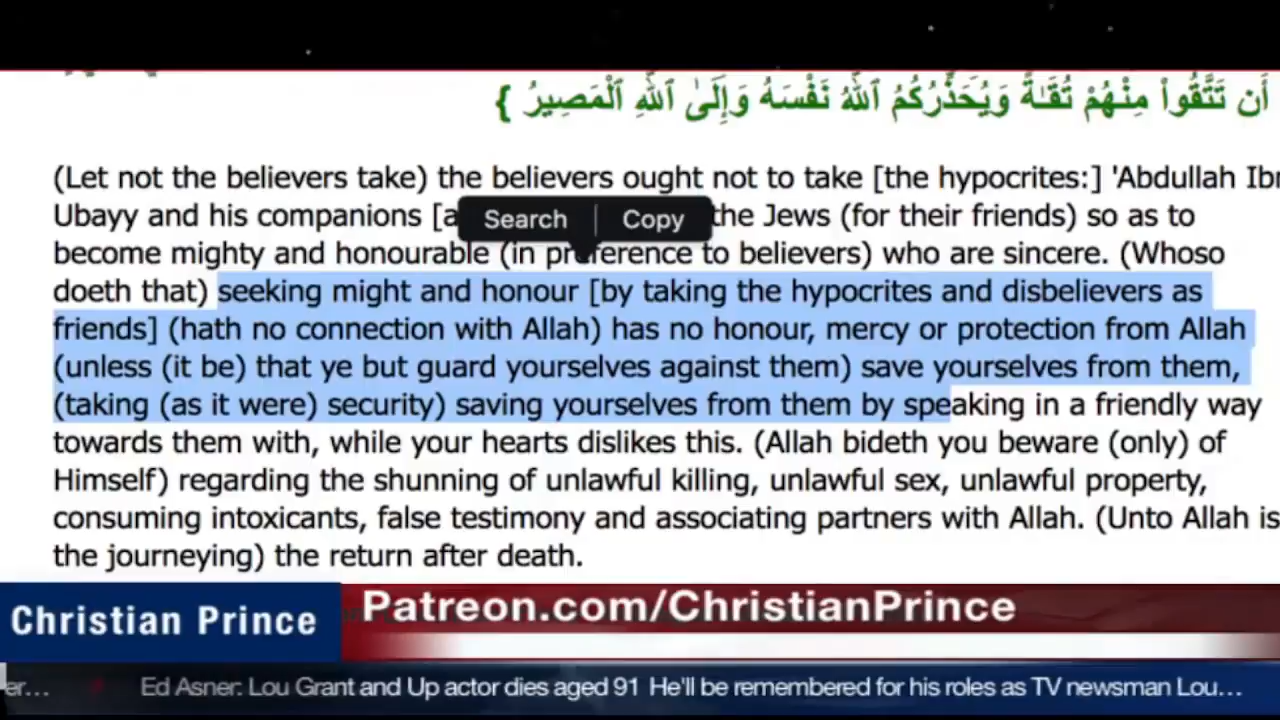 أَن تَتَّقُواْ مِنْهُمْ تُقَـٰةً وَيُحَذِّرُكُمُ ٱللَّهُ نَفْسَهُ وَإِلَىٰ ٱللَّهِ ٱلْمَصِيرُ }
(Let not the believers take) the believers ought not to take [the hypocrites:] 'Abdullah
Ubayy and his companions [a
Search
Copy
the Jews (for their friends) so as to
become mighty and honourable (in preference to believers) who are sincere. (Whoso
doeth that) seeking might and honour [by taking the hypocrites and disbelievers as
friends] (hath no connection with Allah) has no honour, mercy or protection from Allah
(unless (it be) that ye but guard yourselves against them) save yourselves from them,
(taking (as it were) security) saving yourselves from them by speaking in a friendly way
towards them with, while your hearts dislikes this. (Allah bideth you beware (only) of
Himself) regarding the shunning of unlawful killing, unlawful sex, unlawful property,
consuming intoxicants, false testimony and associating partners with Allah. (Unto Allah is
the journeying) the return after death.
Christian Prince
Patreon.com/ChristianPrince
er... Ed Asner: Lou Grant and Up actor dies aged 91 He'll be remembered for his roles as TV newsman Lou...